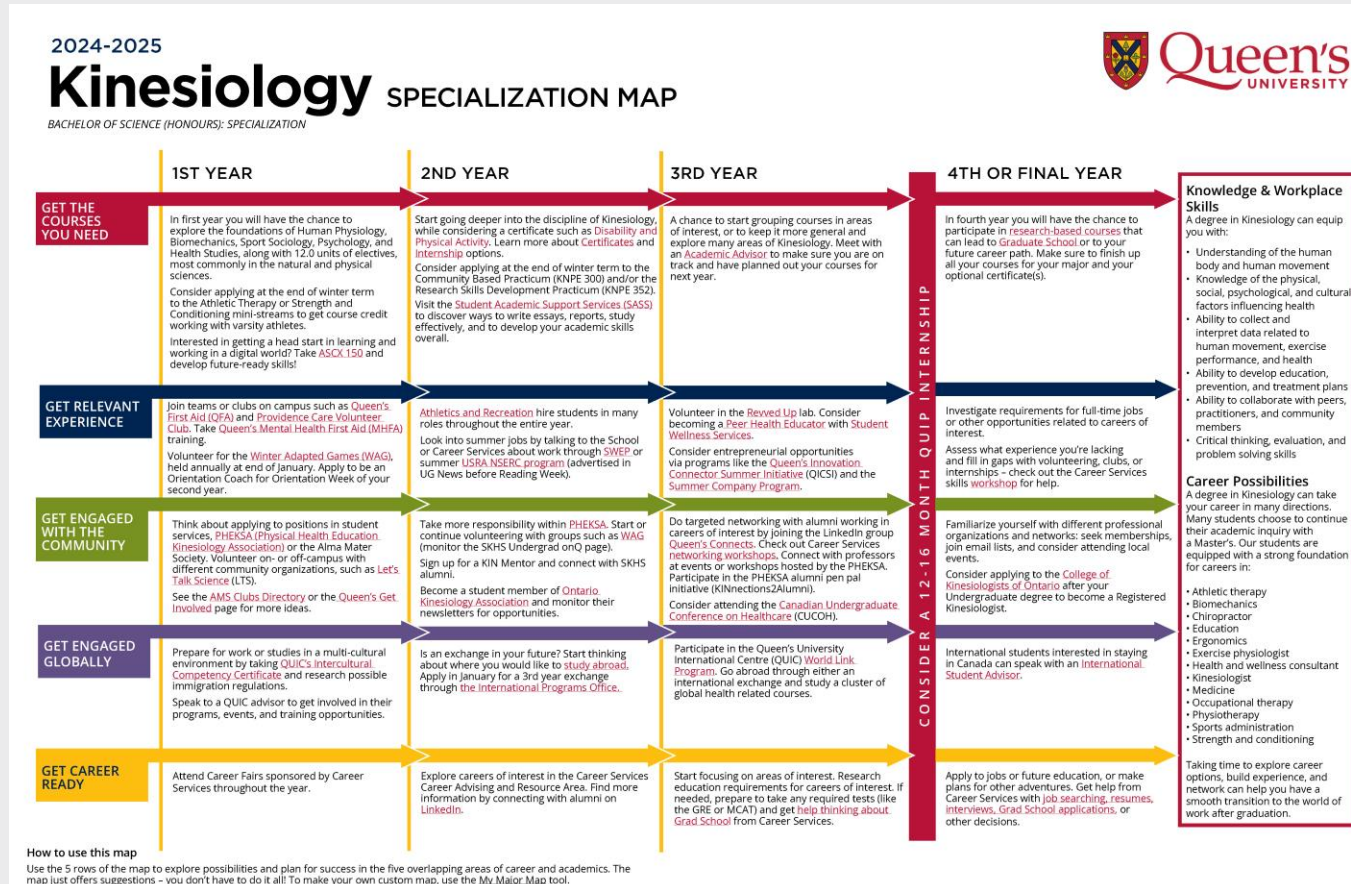 2024-2025
Kinesiology SPECIALIZATION MAP
BACHELOR OF SCIENCE (HONOURS): SPECIALIZATION
Queen's
UNIVERSITY
1ST YEAR
2ND YEAR
3RD YEAR
4TH OR FINAL YEAR
GET THE
COURSES
YOU NEED
In first year you will have the chance to
explore the foundations of Human Physiology,
Biomechanics, Sport Sociology, Psychology, and
Health Studies, along with 12.0 units of electives,
most commonly in the natural and physical
sciences.
Consider applying at the end of winter term
to the Athletic Therapy or Strength and
Conditioning mini-streams to get course credit
working with varsity athletes.
Interested in getting a head start in learning and
working in a digital world? Take ASCX 150 and
develop future-ready skills!
Start going deeper into the discipline of Kinesiology,
while considering a certificate such as Disability and
Physical Activity. Learn more about Certificates and
Internship options.
Consider applying at the end of winter term to the
Community Based Practicum (KNPE 300) and/or the
Research Skills Development Practicum (KNPE 352).
Visit the Student Academic Support Services (SASS)
to discover ways to write essays, reports, study
effectively, and to develop your academic skills
overall.
A chance to start grouping courses in areas
of interest, or to keep it more general and
explore many areas of Kinesiology. Meet with
an Academic Advisor to make sure you are on
track and have planned out your courses for
next year.
In fourth year you will have the chance to
participate in research-based courses that
can lead to Graduate School or to your
future career path. Make sure to finish up
all your courses for your major and your
optional certificate(s).
GET RELEVANT
EXPERIENCE
Join teams or clubs on campus such as Queen's
First Aid (QFA) and Providence Care Volunteer
Club. Take Queen's Mental Health First Aid (MHFA)
training.
Volunteer for the Winter Adapted Games (WAG),
held annually at end of January. Apply to be an
Orientation Coach for Orientation Week of your
second year.
Athletics and Recreation hire students in many
roles throughout the entire year.
Look into summer jobs by talking to the School
or Career Services about work through SWEP or
summer USRA NSERC program (advertised in
UG News before Reading Week).
Volunteer in the Revved Up lab. Consider
becoming a Peer Health Educator with Student
Wellness Services.
Consider entrepreneurial opportunities
via programs like the Queen's Innovation
Connector Summer Initiative (QICSI) and the
Summer Company Program.
Investigate requirements for full-time jobs
or other opportunities related to careers of
interest.
Assess what experience you're lacking
and fill in gaps with volunteering, clubs, or
internships – check out the Career Services
skills workshop for help.
GET ENGAGED
WITH THE
COMMUNITY
Think about applying to positions in student
services, PHEKSA (Physical Health Education
Kinesiology Association) or the Alma Mater
Society. Volunteer on- or off-campus with
different community organizations, such as Let's
Talk Science (LTS).
See the AMS Clubs Directory or the Queen's Get
Involved page for more ideas.
Take more responsibility within PHEKSA. Start or
continue volunteering with groups such as WAG
(monitor the SKHS Undergrad onQ page).
Sign up for a KIN Mentor and connect with SKHS
alumni.
Become a student member of Ontario
Kinesiology Association and monitor their
newsletters for opportunities.
Do targeted networking with alumni working in
careers of interest by joining the LinkedIn group
Queen's Connects. Check out Career Services
networking workshops. Connect with professors
at events or workshops hosted by the PHEKSA.
Participate in the PHEKSA alumni pen pal
initiative (KINnections2Alumni).
Consider attending the Canadian Undergraduate
Conference on Healthcare (CUCOH).
Familiarize yourself with different professional
organizations and networks: seek memberships,
join email lists, and consider attending local
events.
Consider applying to the College of
Kinesiologists of Ontario after your
Undergraduate degree to become a Registered
Kinesiologist.
GET ENGAGED
GLOBALLY
Prepare for work or studies in a multi-cultural
environment by taking QUIC's Intercultural
Competency Certificate and research possible
immigration regulations.
Speak to a QUIC advisor to get involved in their
programs, events, and training opportunities.
Is an exchange in your future? Start thinking
about where you would like to study abroad.
Apply in January for a 3rd year exchange
through the International Programs Office.
Participate in the Queen's University
International Centre (QUIC) World Link
Program. Go abroad through either an
international exchange and study a cluster of
global health related courses.
International students interested in staying
in Canada can speak with an International
Student Advisor.
GET CAREER
READY
Attend Career Fairs sponsored by Career
Services throughout the year.
Explore careers of interest in the Career Services
Career Advising and Resource Area. Find more
information by connecting with alumni on
LinkedIn.
Start focusing on areas of interest. Research
education requirements for careers of interest. If
needed, prepare to take any required tests (like
the GRE or MCAT) and get help thinking about
Grad School from Career Services.
Apply to jobs or future education, or make
plans for other adventures. Get help from
Career Services with job searching, resumes,
interviews, Grad School applications, or
other decisions.
CONSIDER A 12-16 MONTH QUIP INTERNSHIP
Knowledge & Workplace
Skills
A degree in Kinesiology can equip
you with:
• Understanding of the human
body and human movement
• Knowledge of the physical,
social, psychological, and cultural
factors influencing health
• Ability to collect and
interpret data related to
human movement, exercise
performance, and health
• Ability to develop education,
prevention, and treatment plans
• Ability to collaborate with peers,
practitioners, and community
members
• Critical thinking, evaluation, and
problem solving skills
Career Possibilities
A degree in Kinesiology can take
your career in many directions.
Many students choose to continue
their academic inquiry with
a Master's. Our students are
equipped with a strong foundation
for careers in:
• Athletic therapy
• Biomechanics
• Chiropractor
• Education
• Ergonomics
• Exercise physiologist
• Health and wellness consultant
• Kinesiologist
• Medicine
• Occupational therapy
• Physiotherapy
• Sports administration
• Strength and conditioning
Taking time to explore career
options, build experience, and
network can help you have a
smooth transition to the world of
work after graduation.
How to use this map
Use the 5 rows of the map to explore possibilities and plan for success in the five overlapping areas of career and academics. The
map just offers suggestions – you don't have to do it all! To make your own custom map, use the My Major Map tool.